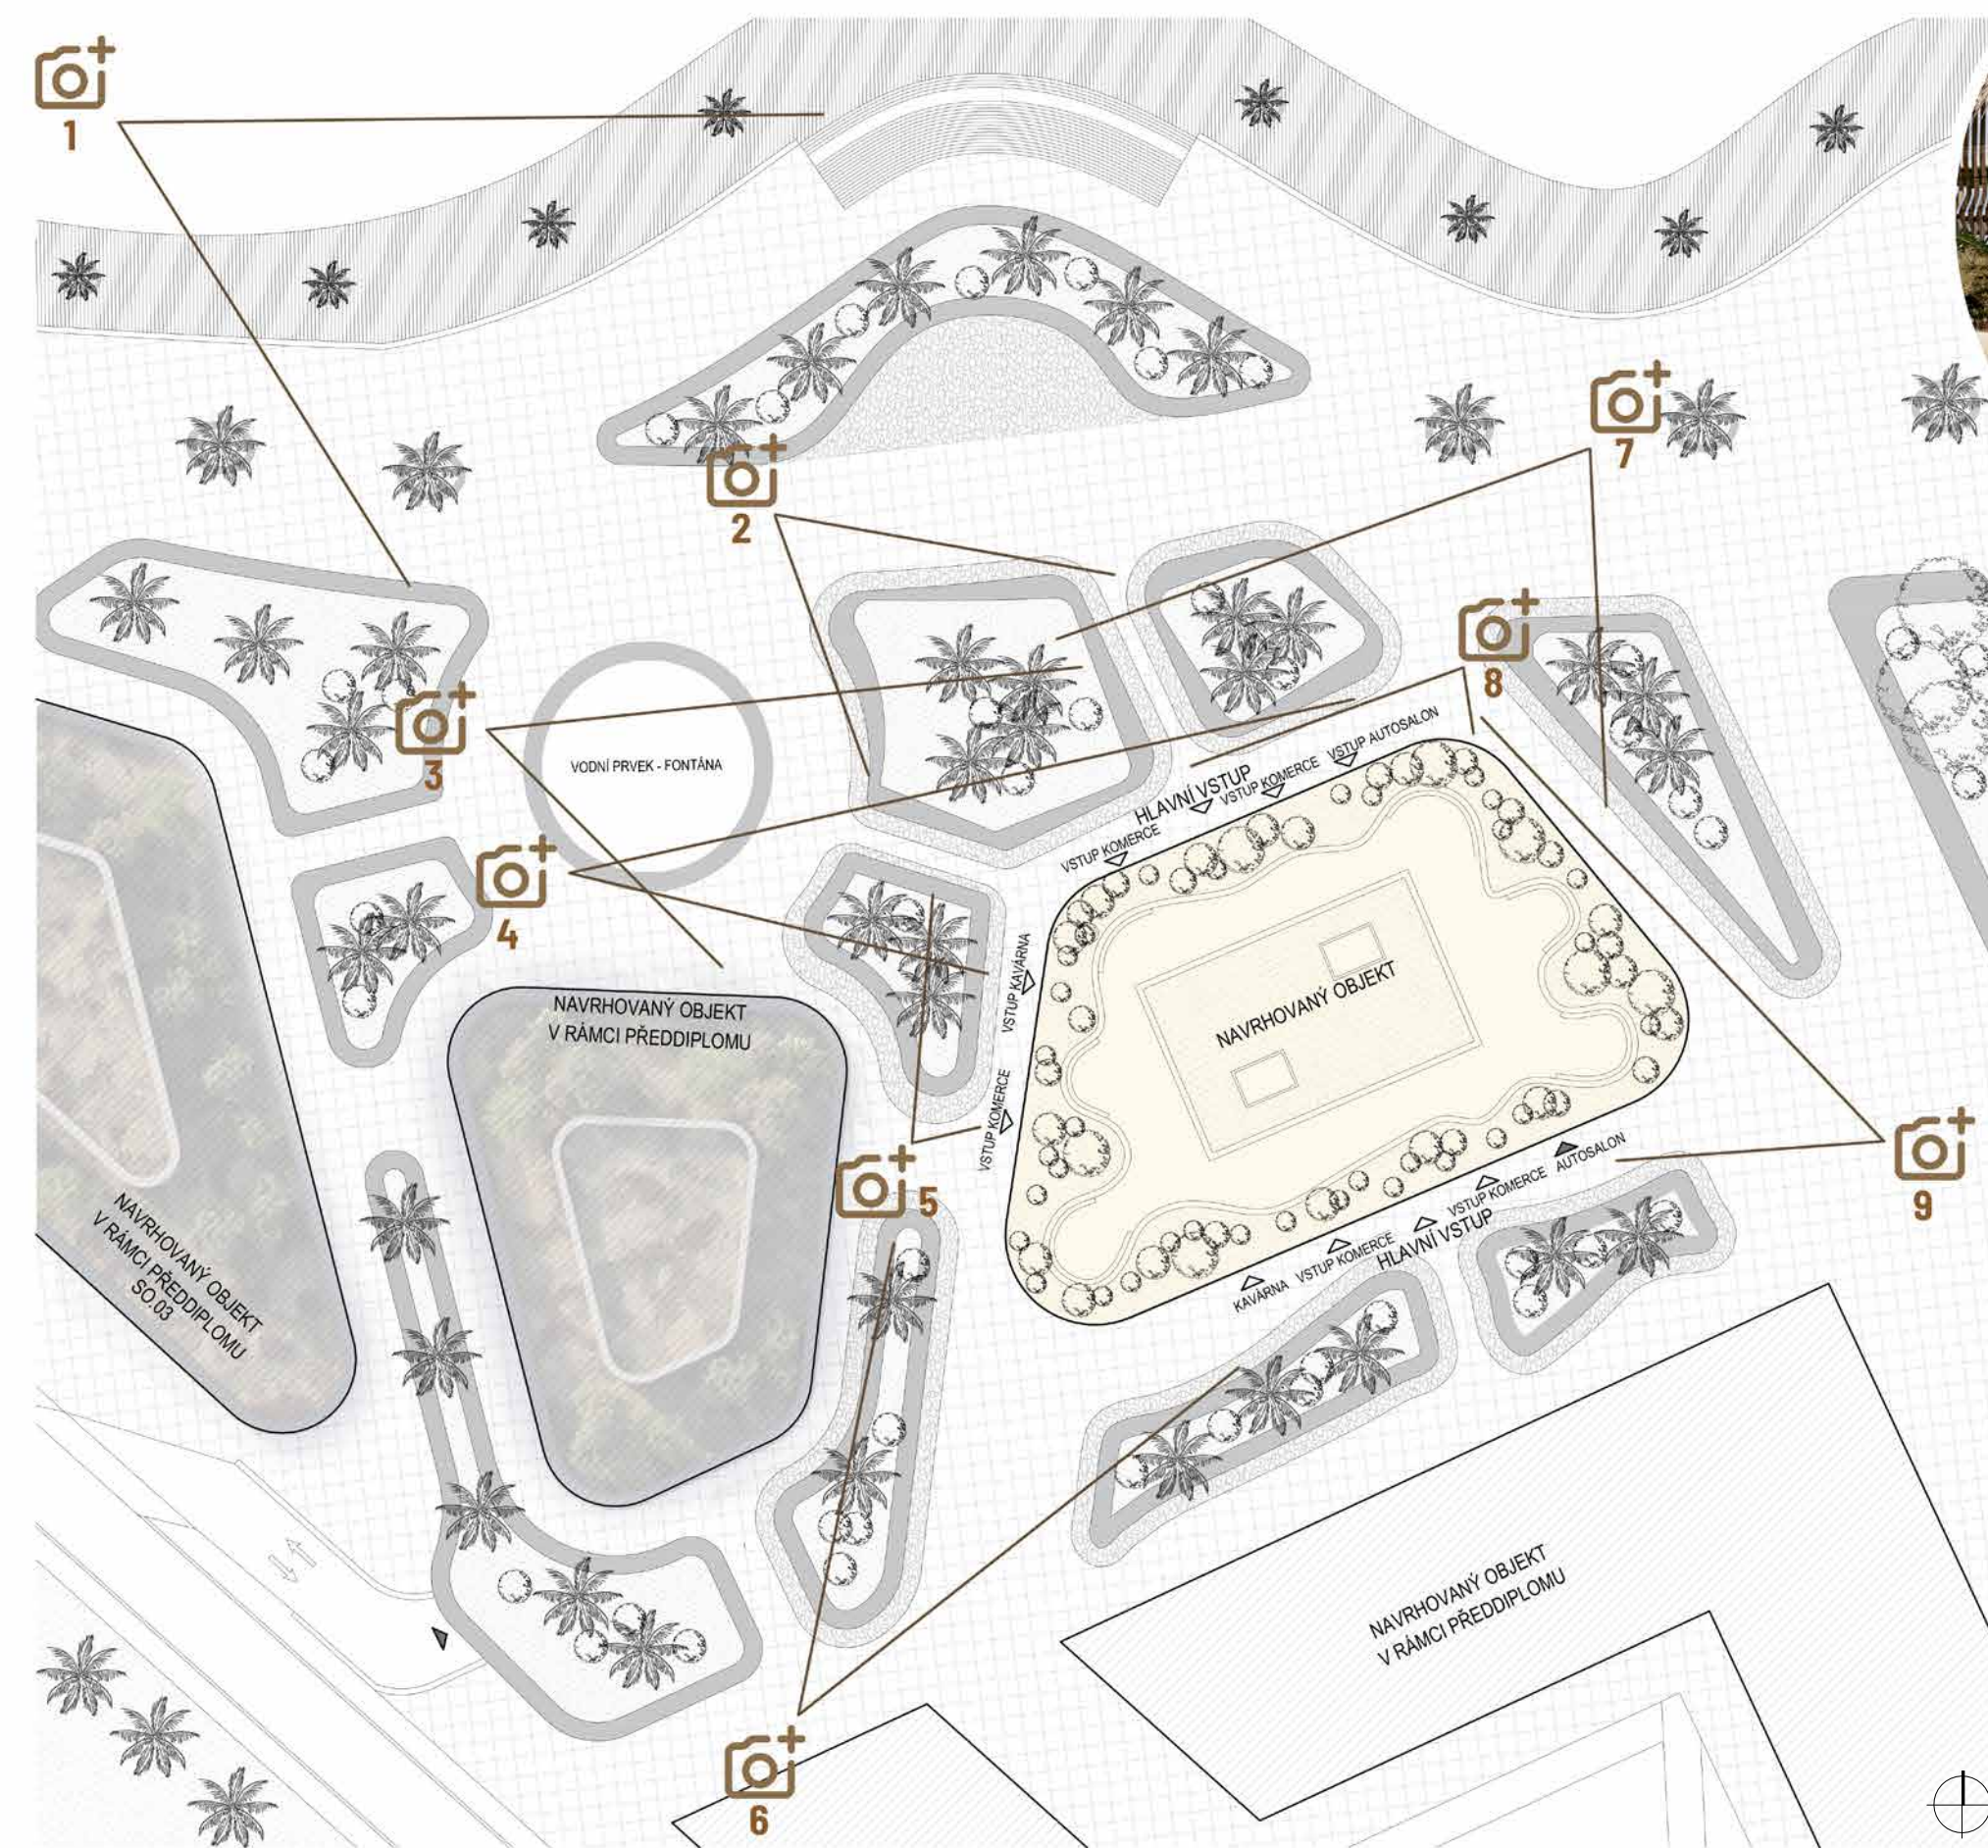 1
2
7
8
3
VODNÍ PRVEK - FONTÁNA
VSTUP AUTOSALON
VSTUP KOMERCE
HLAVNÍ VSTUP
VSTUP KOMERCE
4
VSTUP KAVÁRNA
NAVRHOVANÝ OBJEKT
NAVRHOVANÝ OBJEKT
V RÁMCI PŘEDDIPLOMU
VSTUP KOMERCE
5
AUTOSALON
VSTUP KOMERCE
HLAVNÍ VSTUP
VSTUP KOMERCE
KAVÁRNA
9
NAVRHOVANÝ OBJEKT
V RÁMCI PŘEDDIPLOMU
SO.03
NAVRHOVANÝ OBJEKT
V RÁMCI PŘEDDIPLOMU
6